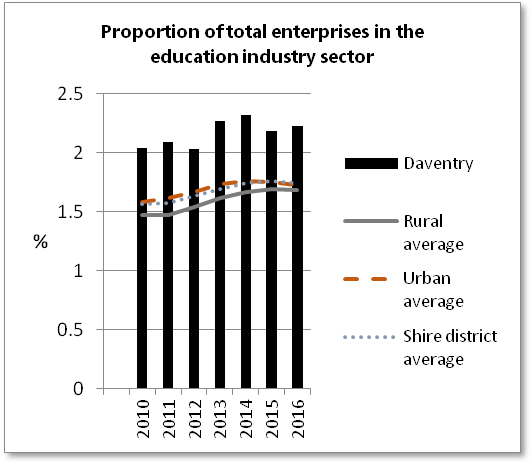 Proportion of total enterprises in the
education industry sector
2.5
2
1.5
1
0.5
0
%
2010
2011
2012
2013
2014
2015
2016
Daventry
Rural
average
Urban
average
Shire district
average